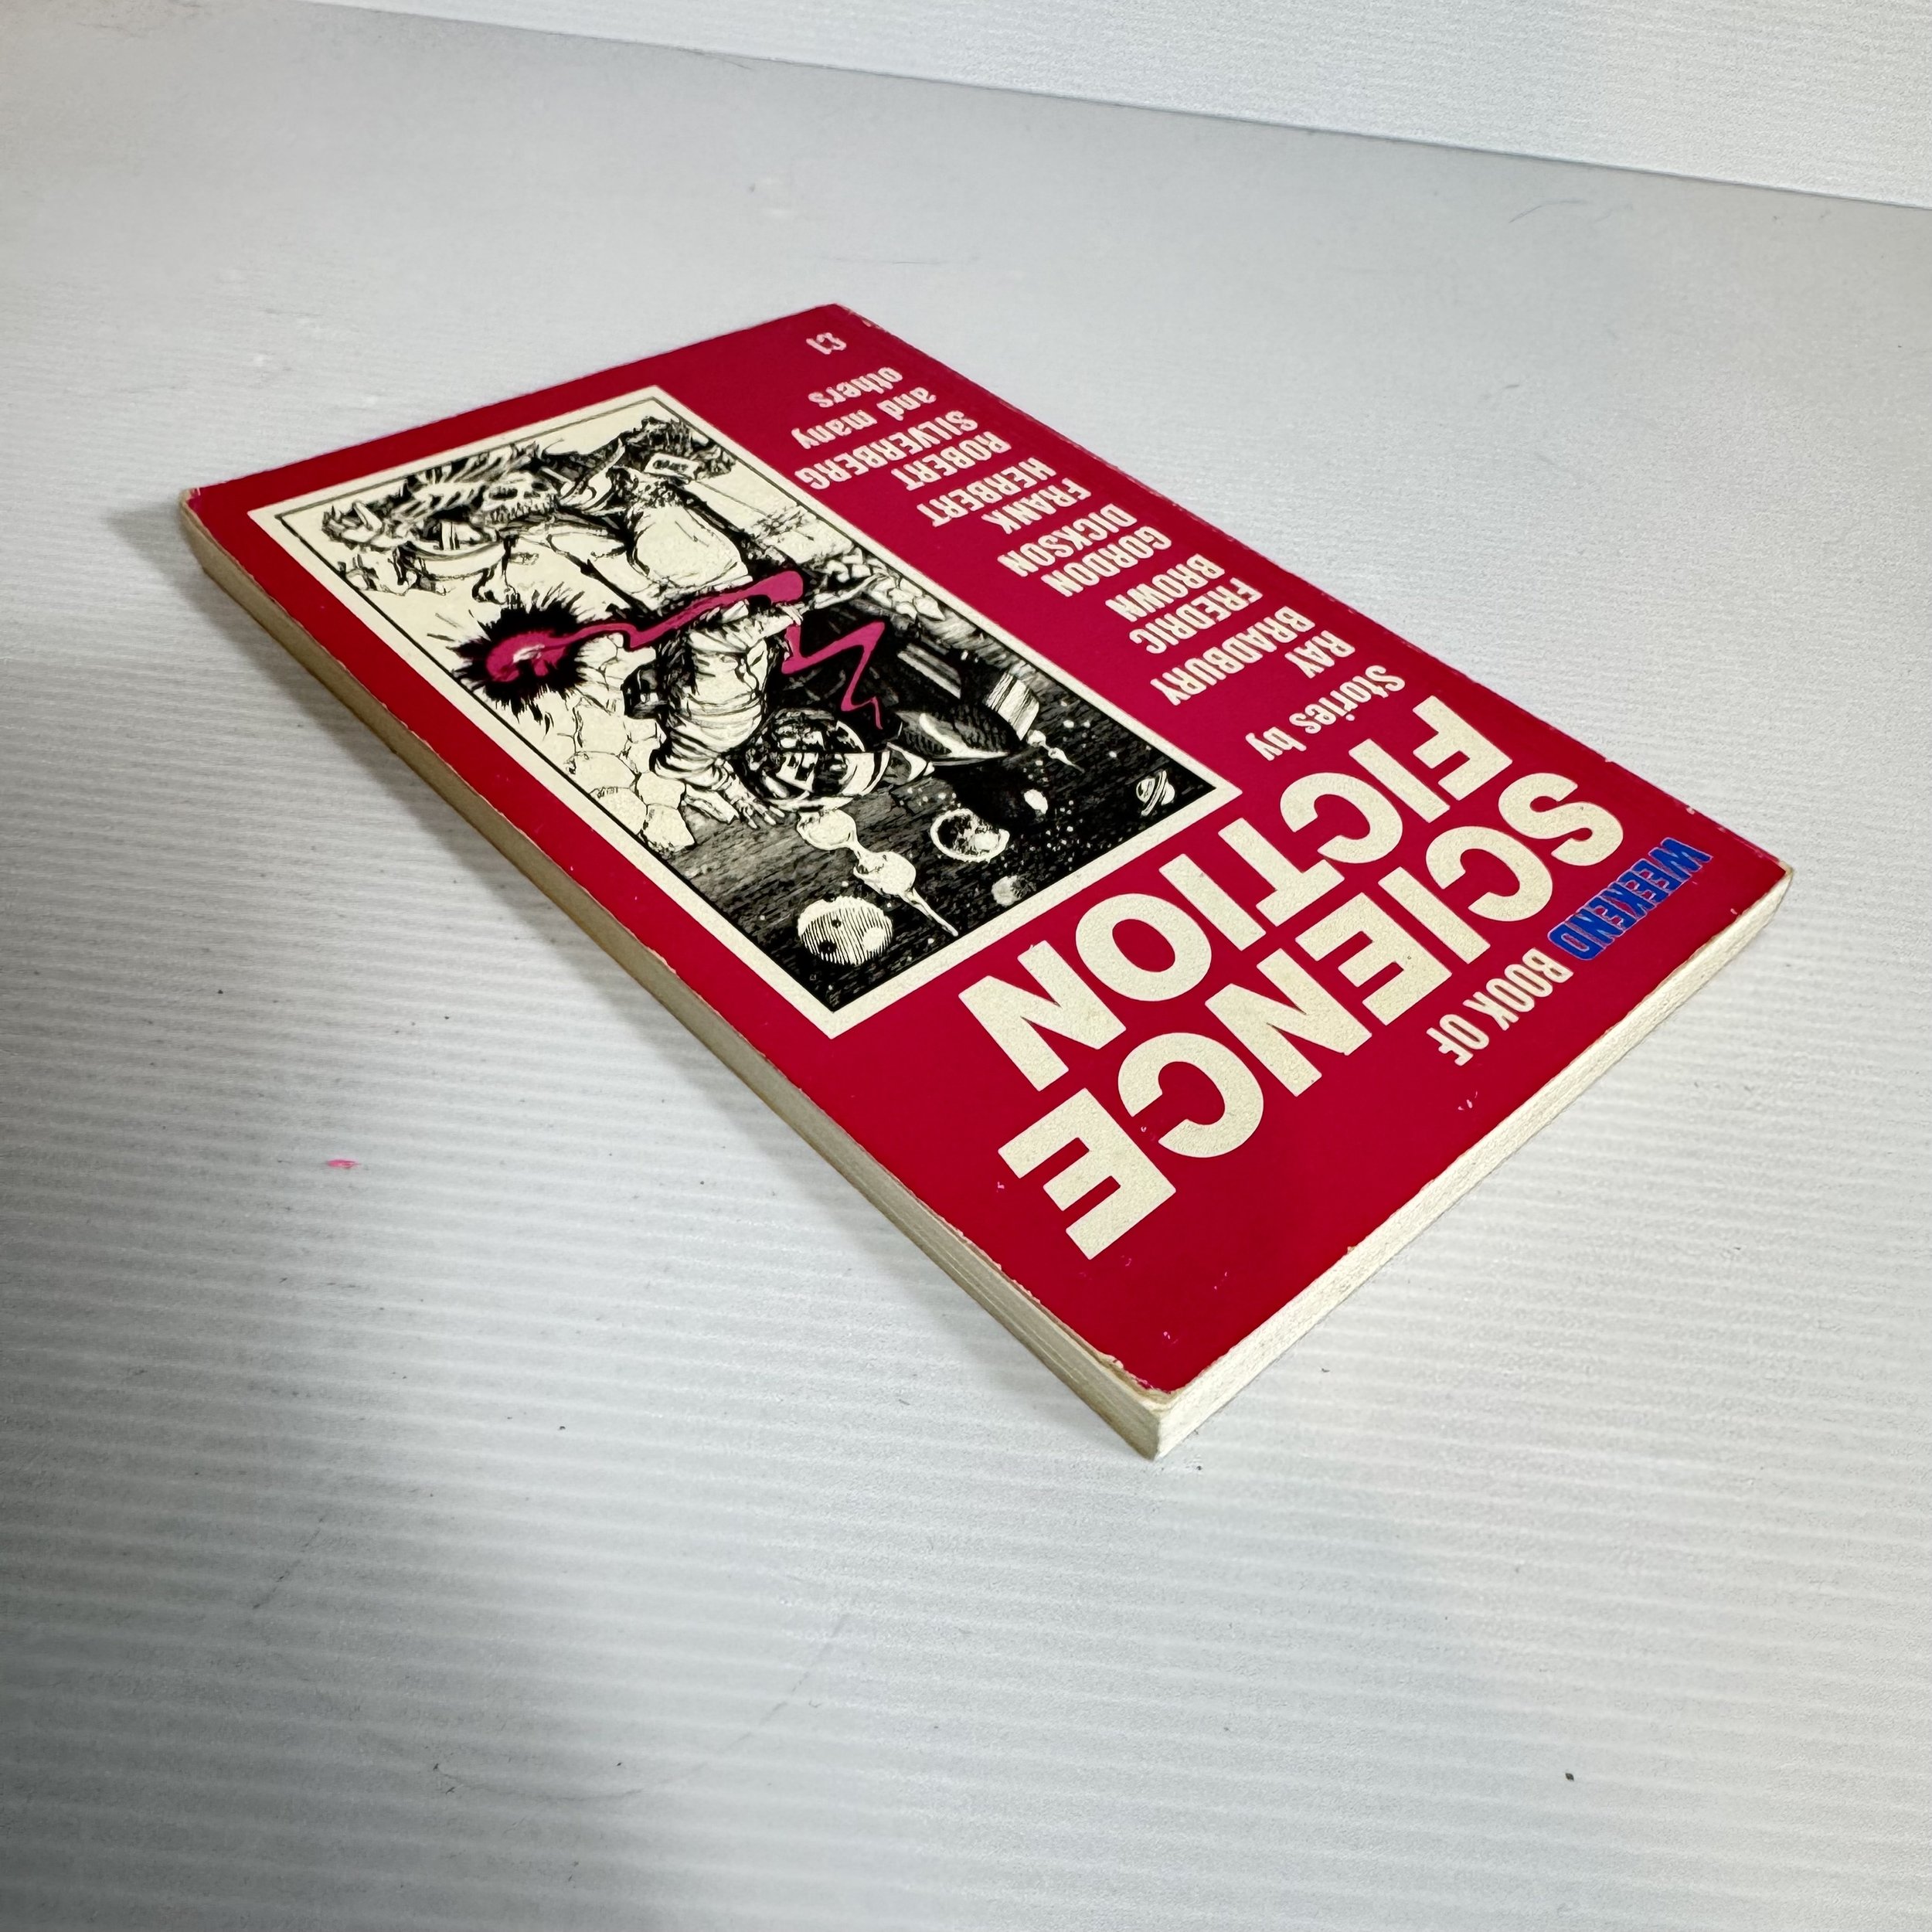 WEEKEND BOOK OF
SCIENCE
FICTION
Stories by
RAY
BRADBURY
FREDRIC
BROWN
GORDON
DICKSON
FRANK
HERBERT
ROBERT
SILVERBERG
and many
others
£1